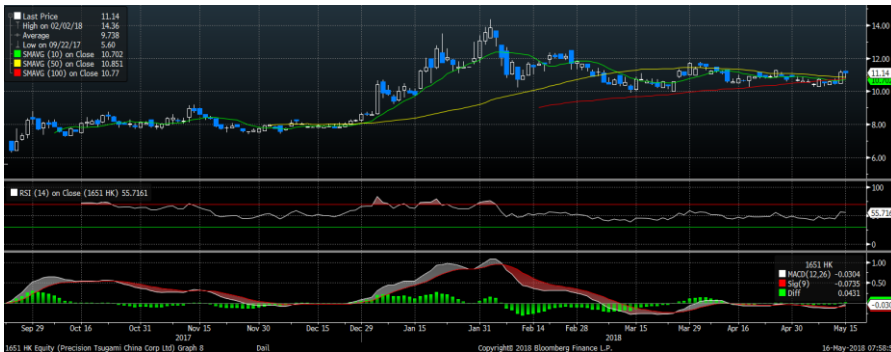 Last Price 11.14
High on 02/02/18 14.36
Average 9.738
Low on 09/22/17 5.60
SMAVG (10) on Close 10.702
SMAVG (50) on Close 10.851
SMAVG (100) on Close 10.77
14.00
12.00
11.14
10.00
8.00
6.00
RSI (14) on Close (1651 HK) 55.7161
100
55.716
0
1651 HK
MACD(12,26) -0.0304
Sig(9) -0.0735
Diff 0.0431
1.00
0.50
-0.030
Sep 29 Oct 16 Oct 31 Nov 15 Nov 30 Dec 15 Dec 29 Jan 15 Jan 31 Feb 14 Feb 28 Mar 15 Mar 29 Apr 16 Apr 30 May 15
2017 2018
1651 HK Equity (Precision Tsugami China Corp Ltd) Graph 8 Dail Copyright© 2018 Bloomberg Finance L.P. 16-May-2018 07:58:5